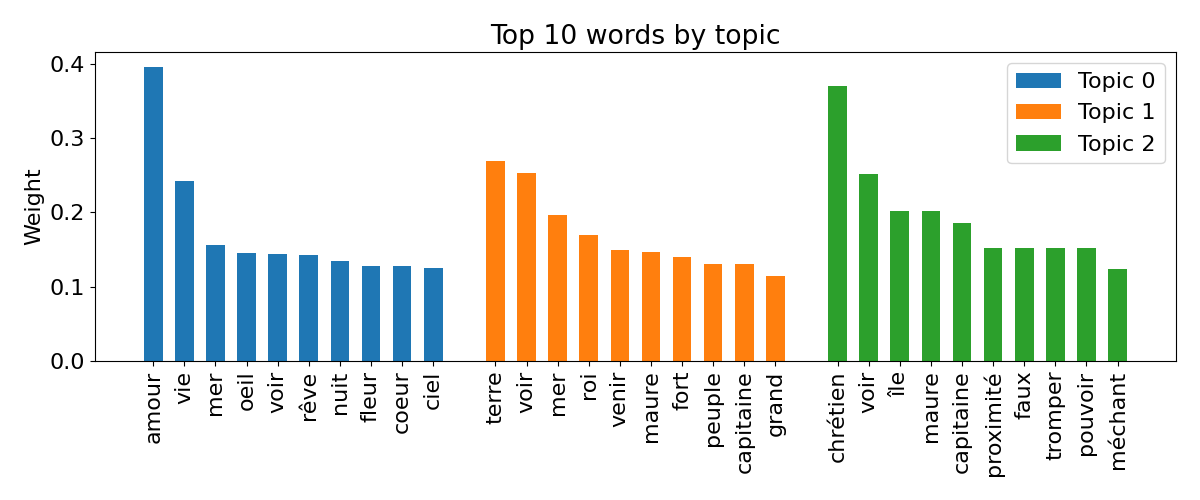 Top 10 words by topic
Weight
0.4
0.3
0.2
0.1
0.0
Topic 0
Topic 1
Topic 2
amour
vie
mer
oeil
voir
rêve
nuit
fleur
coeur
ciel
terre
voir
mer
roi
venir
maure
fort
peuple
capitaine
grand
chrétien
voir
île
maure
capitaine
proximité
faux
tromper
pouvoir
méchant